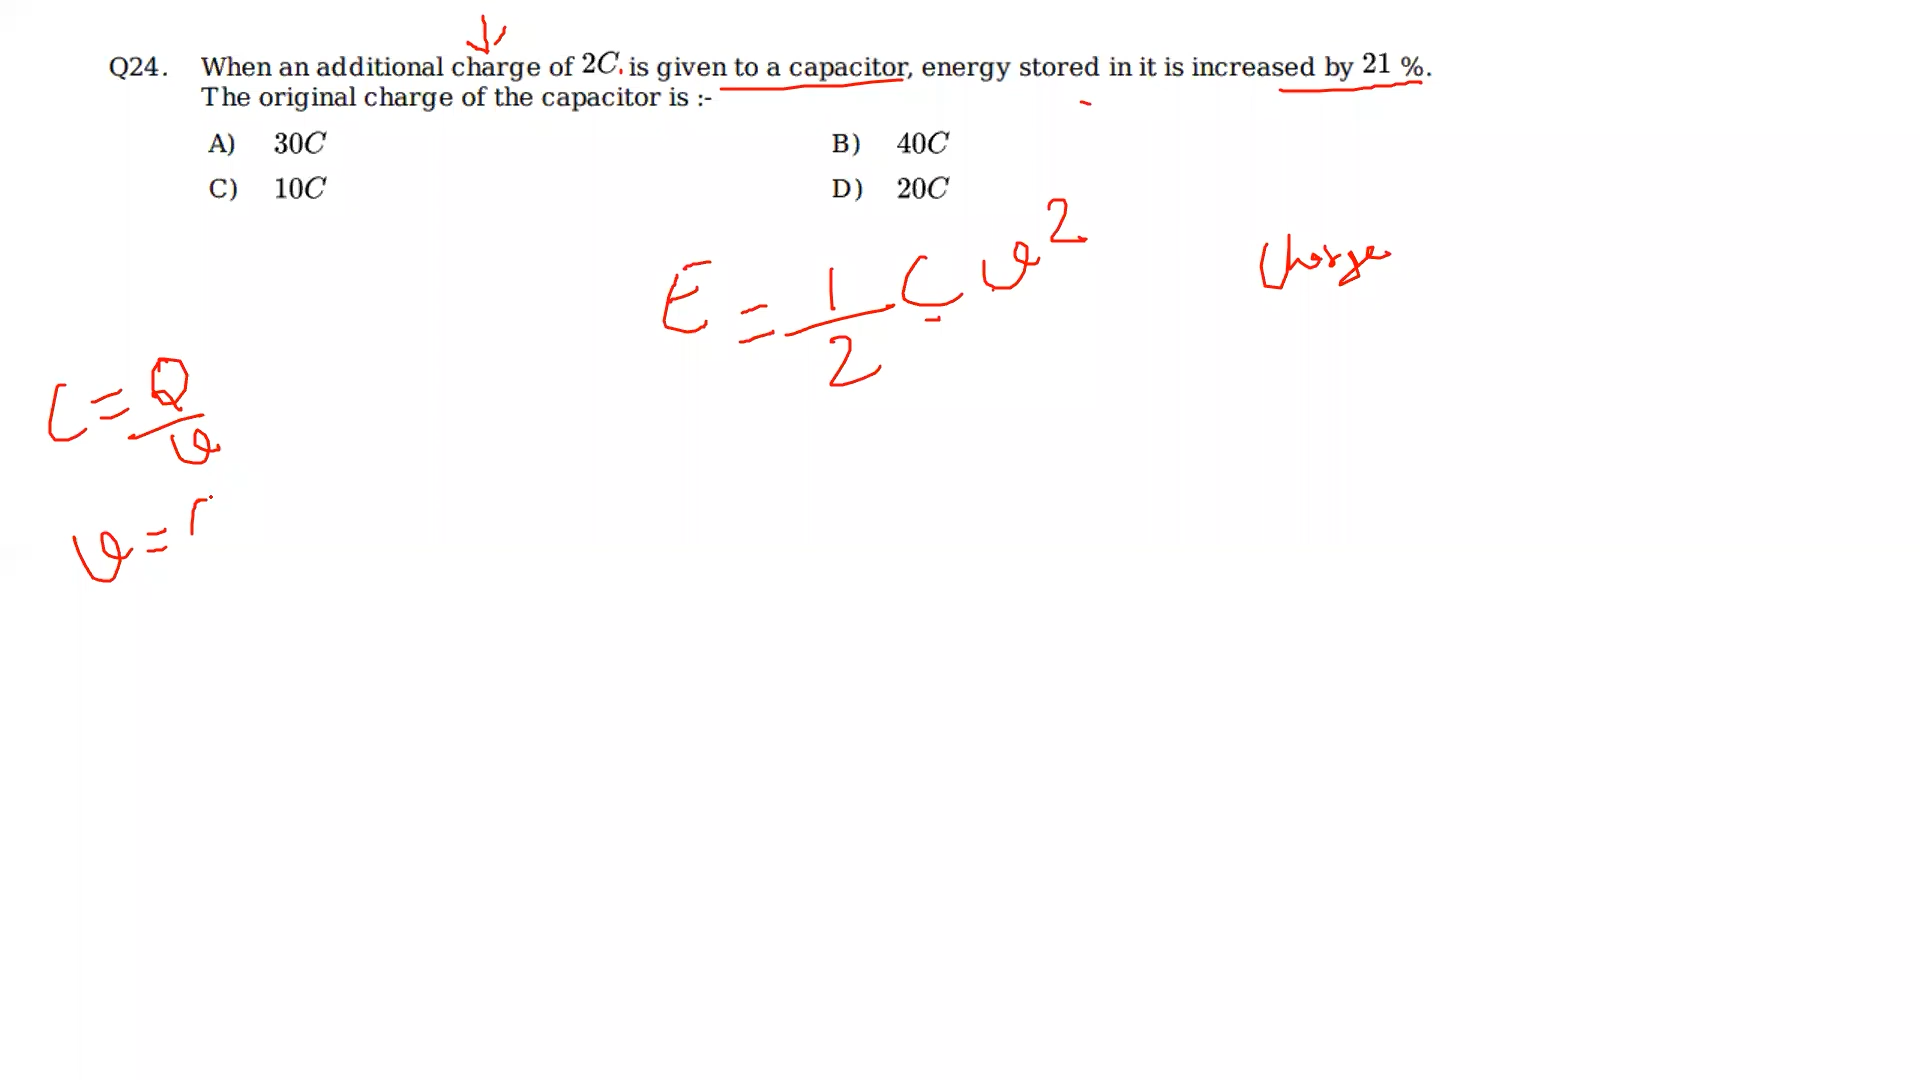 Q24. When an additional charge of 2C. is given to a capacitor, energy stored in it is increased by 21 %.
The original charge of the capacitor is :-
A) 30C B) 40C
C) 10C D) 20C
E = 1/2 C v^2
Charge
C = Q/v
v =